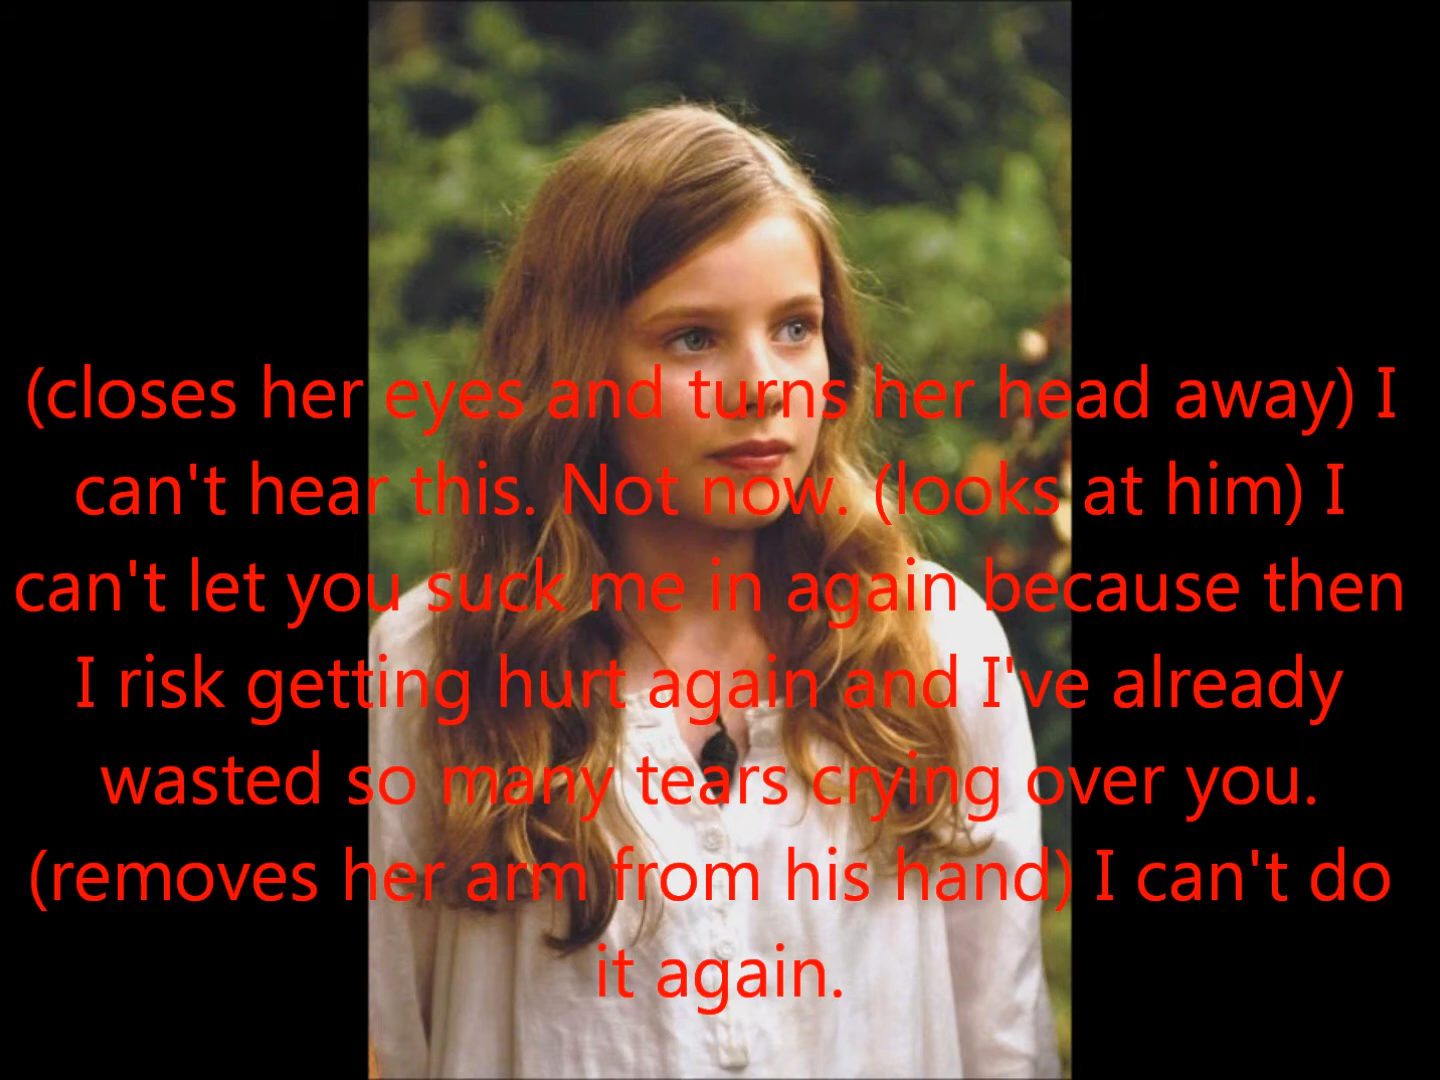 (closes her eyes and turns her head away) I
can't hear this. Not now. (looks at him) I
can't let you suck me in again because then
I risk getting hurt again and I've already
wasted so many tears crying over you.
(removes her arm from his hand) I can't do
it again.